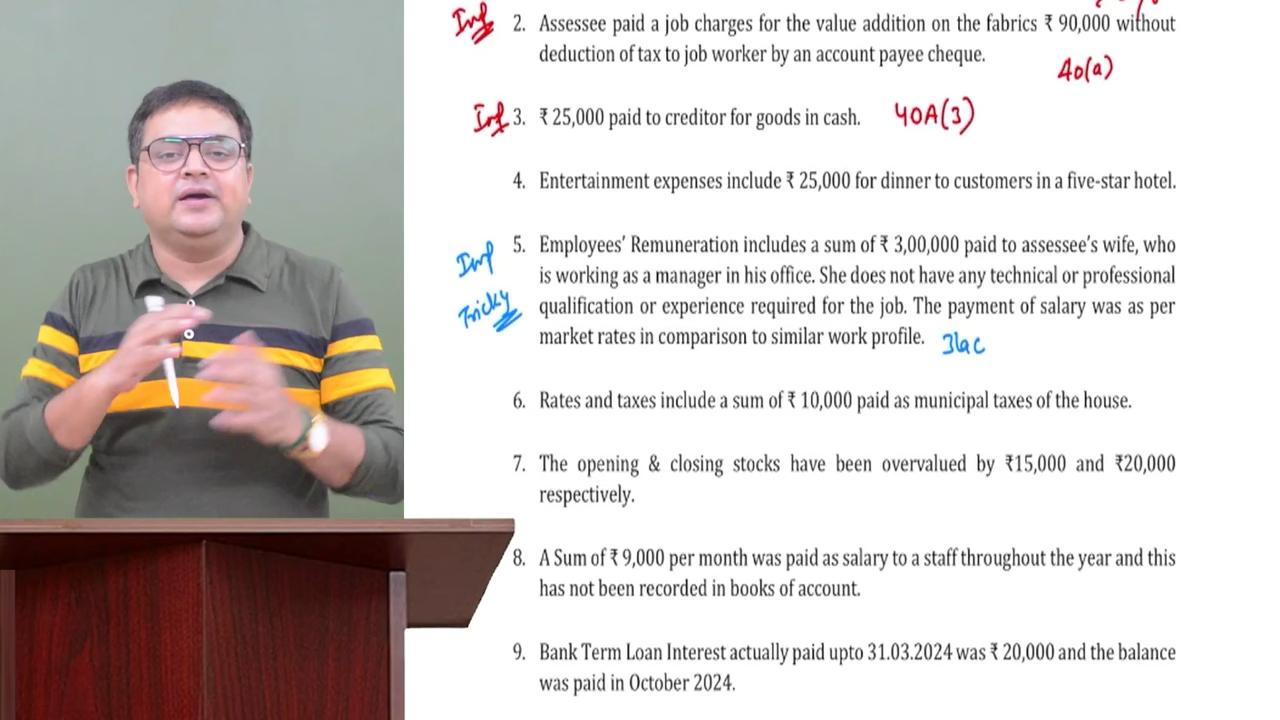 Imp 2. Assessee paid a job charges for the value addition on the fabrics ₹ 90,000 without
deduction of tax to job worker by an account payee cheque.
40(a)
Imp 3. ₹ 25,000 paid to creditor for goods in cash. 40A(3)
4. Entertainment expenses include ₹ 25,000 for dinner to customers in a five-star hotel.
5. Employees' Remuneration includes a sum of ₹ 3,00,000 paid to assessee's wife, who
Imp is working as a manager in his office. She does not have any technical or professional
Tricky qualification or experience required for the job. The payment of salary was as per
market rates in comparison to similar work profile. 3lac
6. Rates and taxes include a sum of ₹ 10,000 paid as municipal taxes of the house.
7. The opening & closing stocks have been overvalued by ₹15,000 and ₹20,000
respectively.
8. A Sum of ₹ 9,000 per month was paid as salary to a staff throughout the year and this
has not been recorded in books of account.
9. Bank Term Loan Interest actually paid upto 31.03.2024 was ₹ 20,000 and the balance
was paid in October 2024.